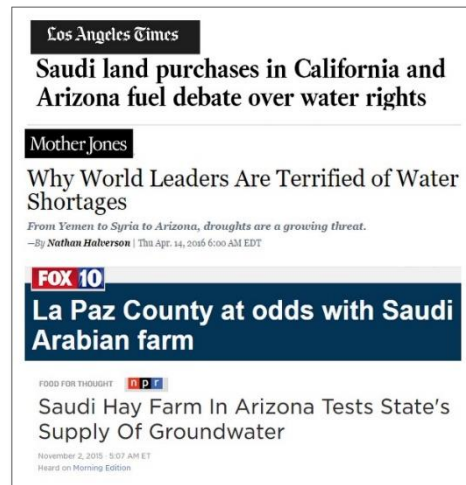 Los Angeles Times
Saudi land purchases in California and
Arizona fuel debate over water rights
Mother Jones
Why World Leaders Are Terrified of Water
Shortages
From Yemen to Syria to Arizona, droughts are a growing threat.
—By Nathan Halverson | Thu Apr. 14, 2016 6:00 AM EDT
FOX 10
La Paz County at odds with Saudi
Arabian farm
FOOD FOR THOUGHT npr
Saudi Hay Farm In Arizona Tests State's
Supply Of Groundwater
November 2, 2015 · 5:07 AM ET
Heard on Morning Edition